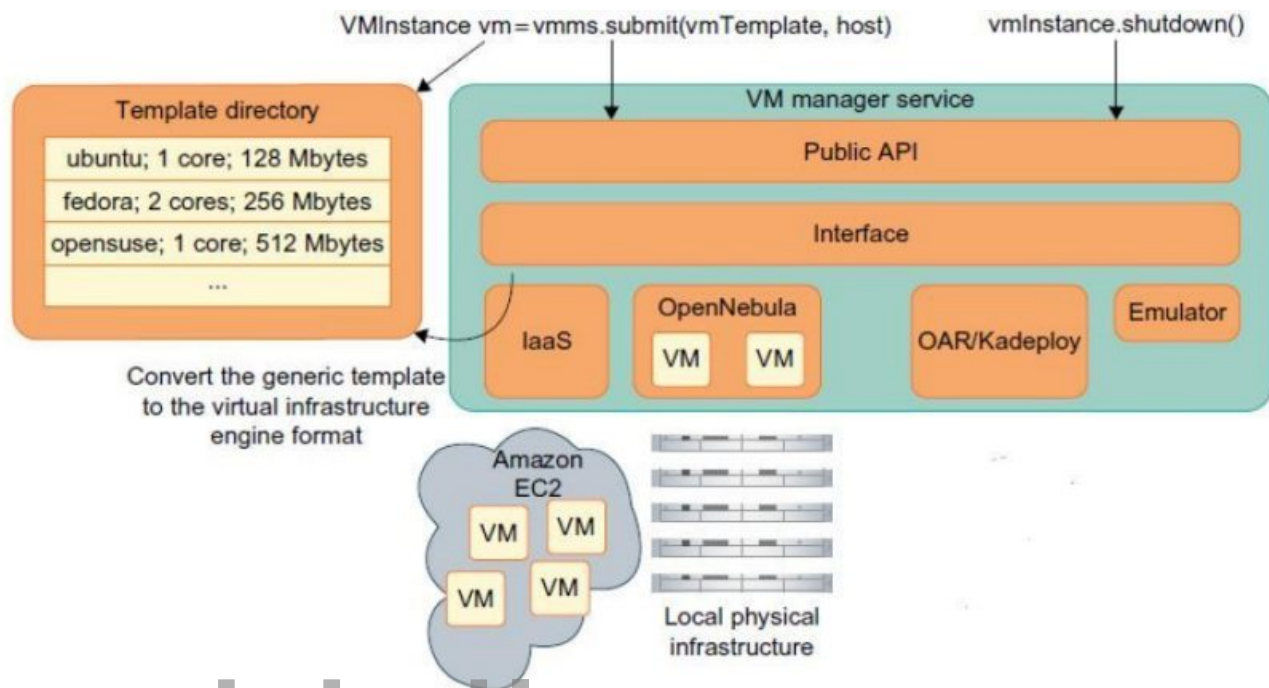 VMInstance vm=vmms.submit(vmTemplate, host)
vmInstance.shutdown()
Template directory
ubuntu; 1 core; 128 Mbytes
fedora; 2 cores; 256 Mbytes
opensuse; 1 core; 512 Mbytes
...
VM manager service
Public API
Interface
IaaS
OpenNebula
VM
VM
OAR/Kadeploy
Emulator
Convert the generic template
to the virtual infrastructure
engine format
Amazon
EC2
VM
VM
VM
VM
Local physical
infrastructure